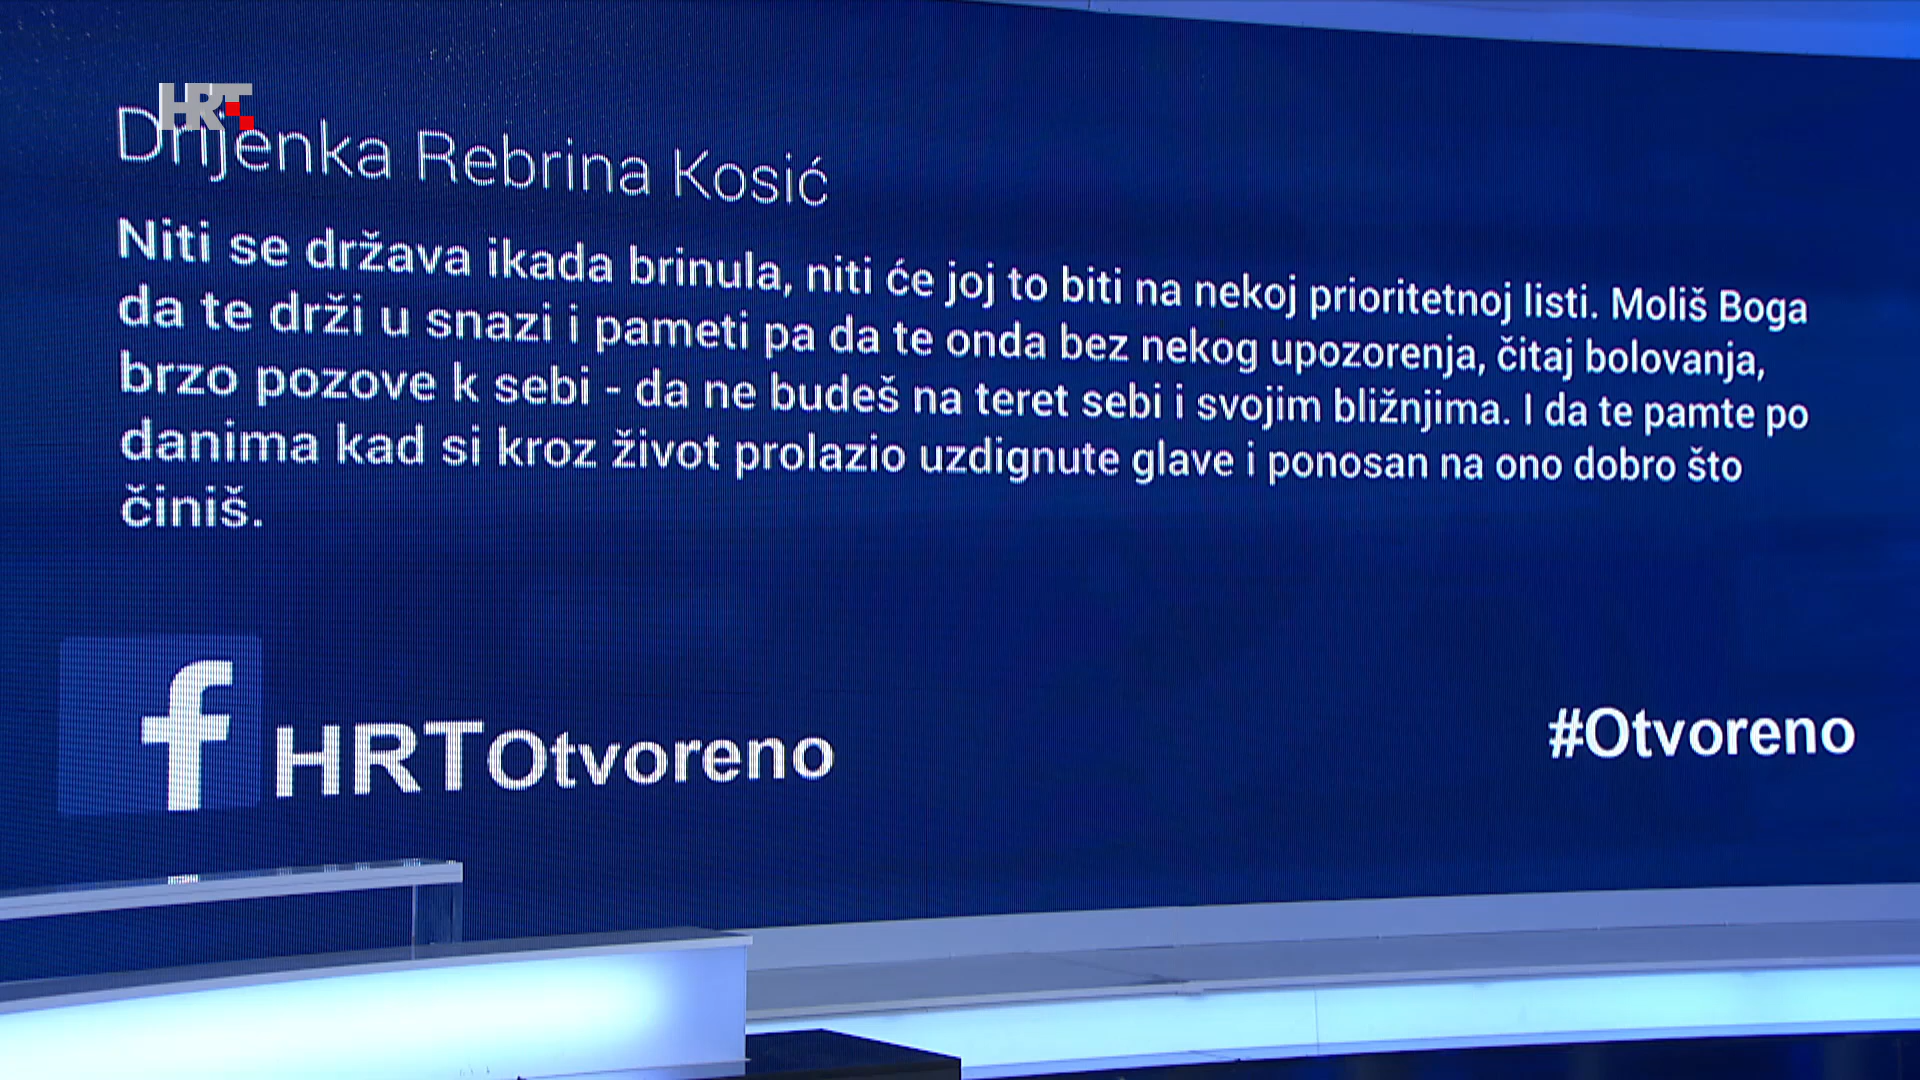 HRT
Drijenka Rebrina Kosić
Niti se država ikada brinula, niti će joj to biti na nekoj prioritetnoj listi. Moliš Boga
da te drži u snazi i pameti pa da te onda bez nekog upozorenja, čitaj bolovanja,
brzo pozove k sebi - da ne budeš na teret sebi i svojim bližnjima. I da te pamte po
danima kad si kroz život prolazio uzdignute glave i ponosan na ono dobro što
činiš.
f HRTOtvoreno
#Otvoreno